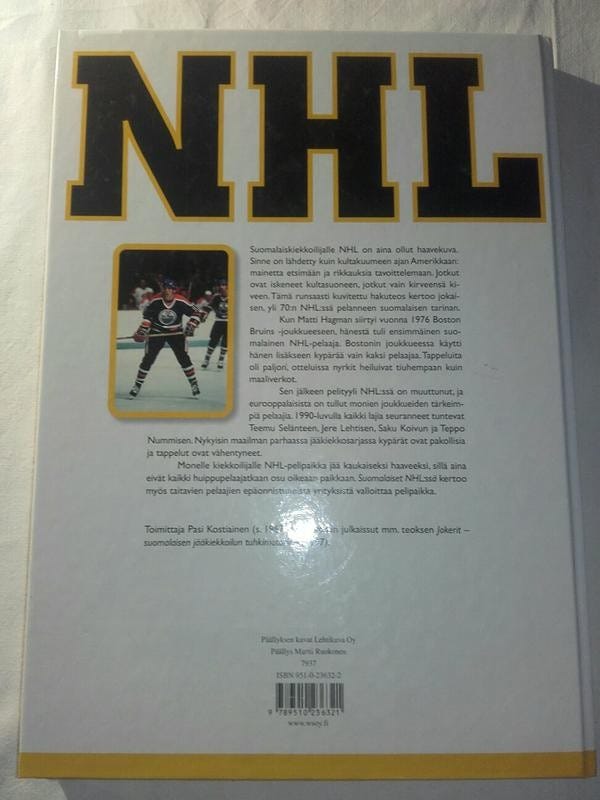 NHL
Suomalaiskiekkoilijalle NHL on aina ollut haavekuva.
Sinne on lähdetty kuin kultakuumeen ajan Amerikkaan:
mainetta etsimään ja rikkauksia tavoittelemaan. Jotkut
ovat iskeneet kultasuoneen, jotkut vain kirveensä ki-
veen. Tämä runsaasti kuvitettu hakuteos kertoo jokai-
sen, yli 70:n NHL:ssä pelanneen suomalaisen tarinan.
Kun Matti Hagman siirtyi vuonna 1976 Boston
Bruins -joukkueeseen, hänestä tuli ensimmäinen suo-
malainen NHL-pelaaja. Bostonin joukkueessa käytti
hänen lisäkseen kypärää vain kaksi pelaajaa. Tappeluita
oli paljon, otteluissa nyrkit heiluivat tiuhempaan kuin
maaliverkot.
Sen jälkeen pelityyli NHL:ssä on muuttunut, ja
eurooppalaisista on tullut monien joukkueiden tärkeim-
piä pelaajia. 1990-luvulla kaikki lajia seuranneet tuntevat
Teemu Selänteen, Jere Lehtisen, Saku Koivun ja Teppo
Nummisen. Nykyisin maailman parhaassa jääkiekkosarjassa kypärät ovat pakollisia
ja tappelut ovat vähentyneet.
Monelle kiekkoilijalle NHL-pelipaikka jää kaukaiseksi haaveeksi, sillä aina
eivät kaikki huippupelaajatkaan osu oikeaan paikkaan. Suomalaiset NHL:ssä kertoo
myös taitavien pelaajien epäonnistuneista yrityksistä valloittaa pelipaikka.
Toimittaja Pasi Kostiainen (s. julkaissut mm. teoksen Jokerit –
suomalaisen jääkiekkoilun
Päällyksen kuvat Lehtikuva Oy
Päällys Martti Ruokonen
7937
ISBN 951-0-23632-2
9 789510 236321
www.wsoy.fi